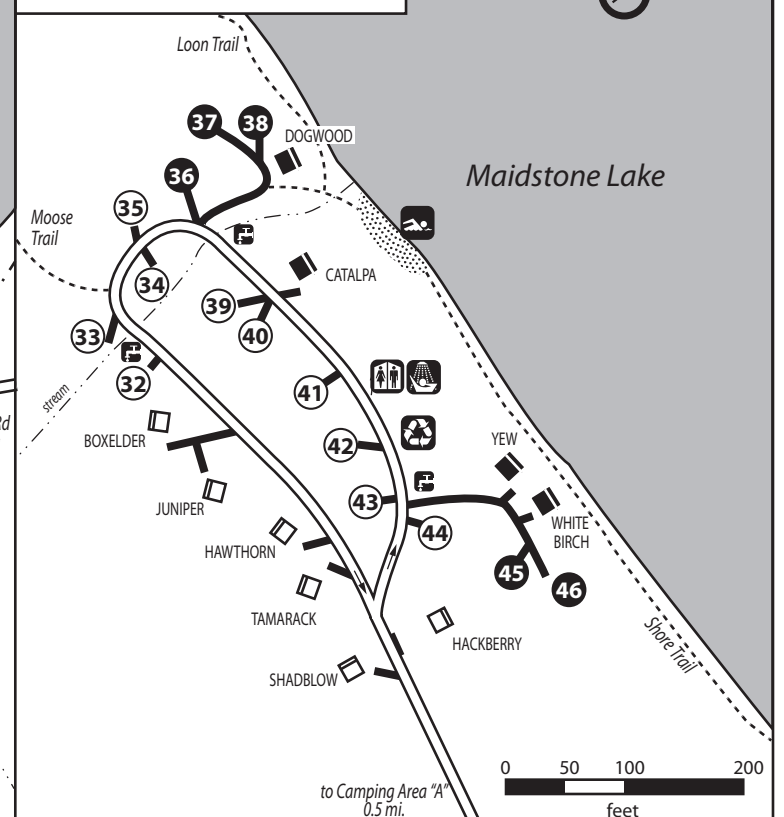 Loon Trail
37
38
DOGWOOD
Maidstone Lake
36
35
Moose
Trail
34
CATALPA
39
33
40
32
41
stream
Rd
BOXELDER
42
YEW
JUNIPER
43
44
WHITE
BIRCH
HAWTHORN
45
46
TAMARACK
HACKBERRY
Shore Trail
SHADBLOW
0 50 100 200
feet
to Camping Area “A”
0.5 mi.